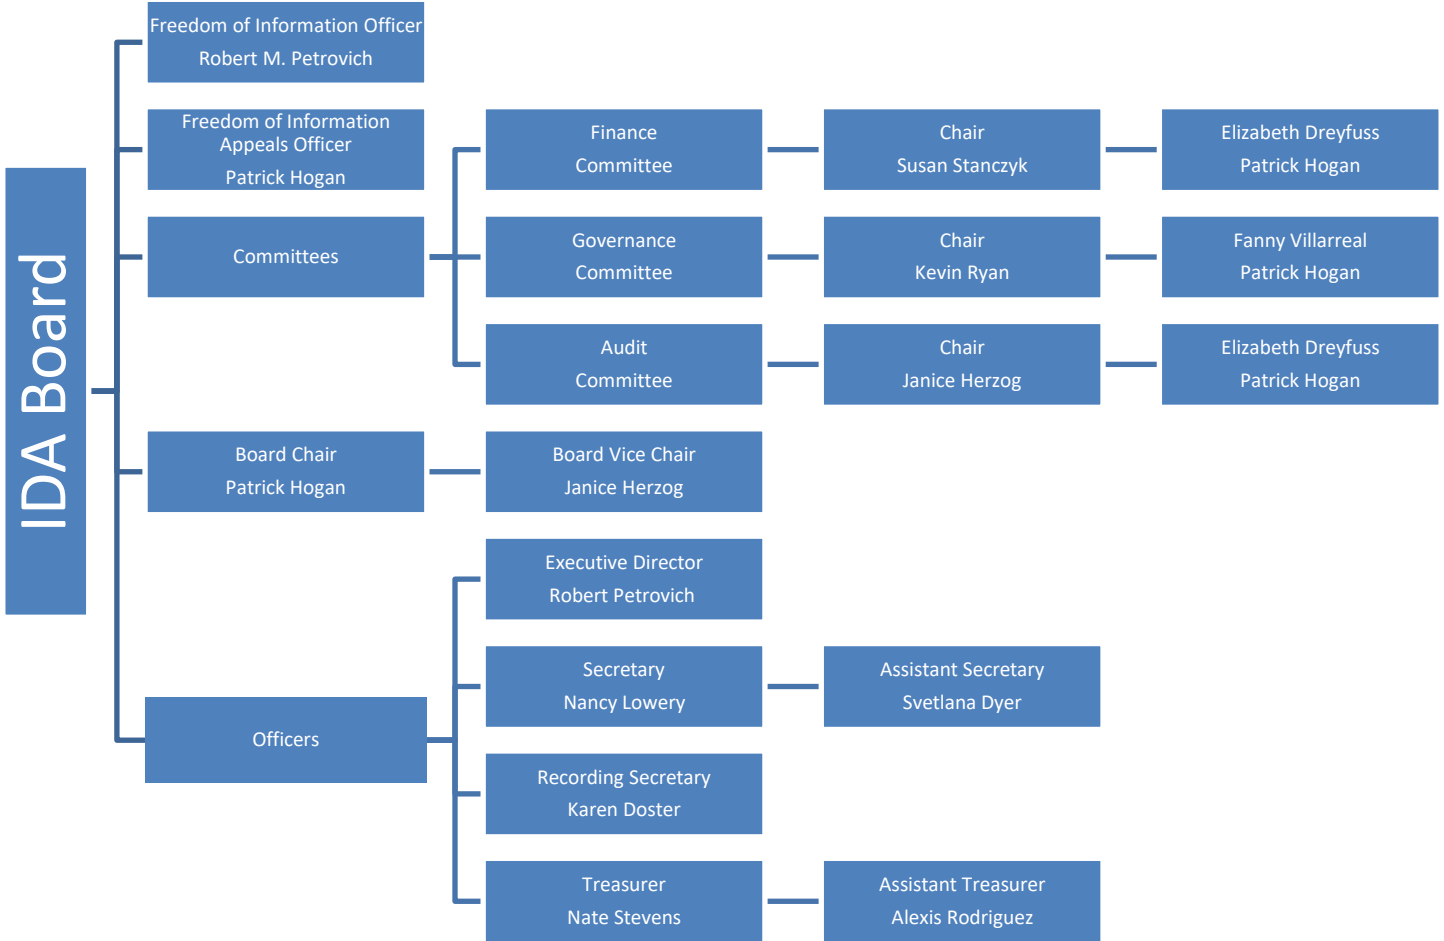 IDA Board
Freedom of Information Officer
Robert M. Petrovich
Freedom of Information
Appeals Officer
Patrick Hogan
Committees
Finance
Committee
Chair
Susan Stanczyk
Elizabeth Dreyfuss
Patrick Hogan
Governance
Committee
Chair
Kevin Ryan
Fanny Villarreal
Patrick Hogan
Audit
Committee
Chair
Janice Herzog
Elizabeth Dreyfuss
Patrick Hogan
Board Chair
Patrick Hogan
Board Vice Chair
Janice Herzog
Officers
Executive Director
Robert Petrovich
Secretary
Nancy Lowery
Assistant Secretary
Svetlana Dyer
Recording Secretary
Karen Doster
Treasurer
Nate Stevens
Assistant Treasurer
Alexis Rodriguez